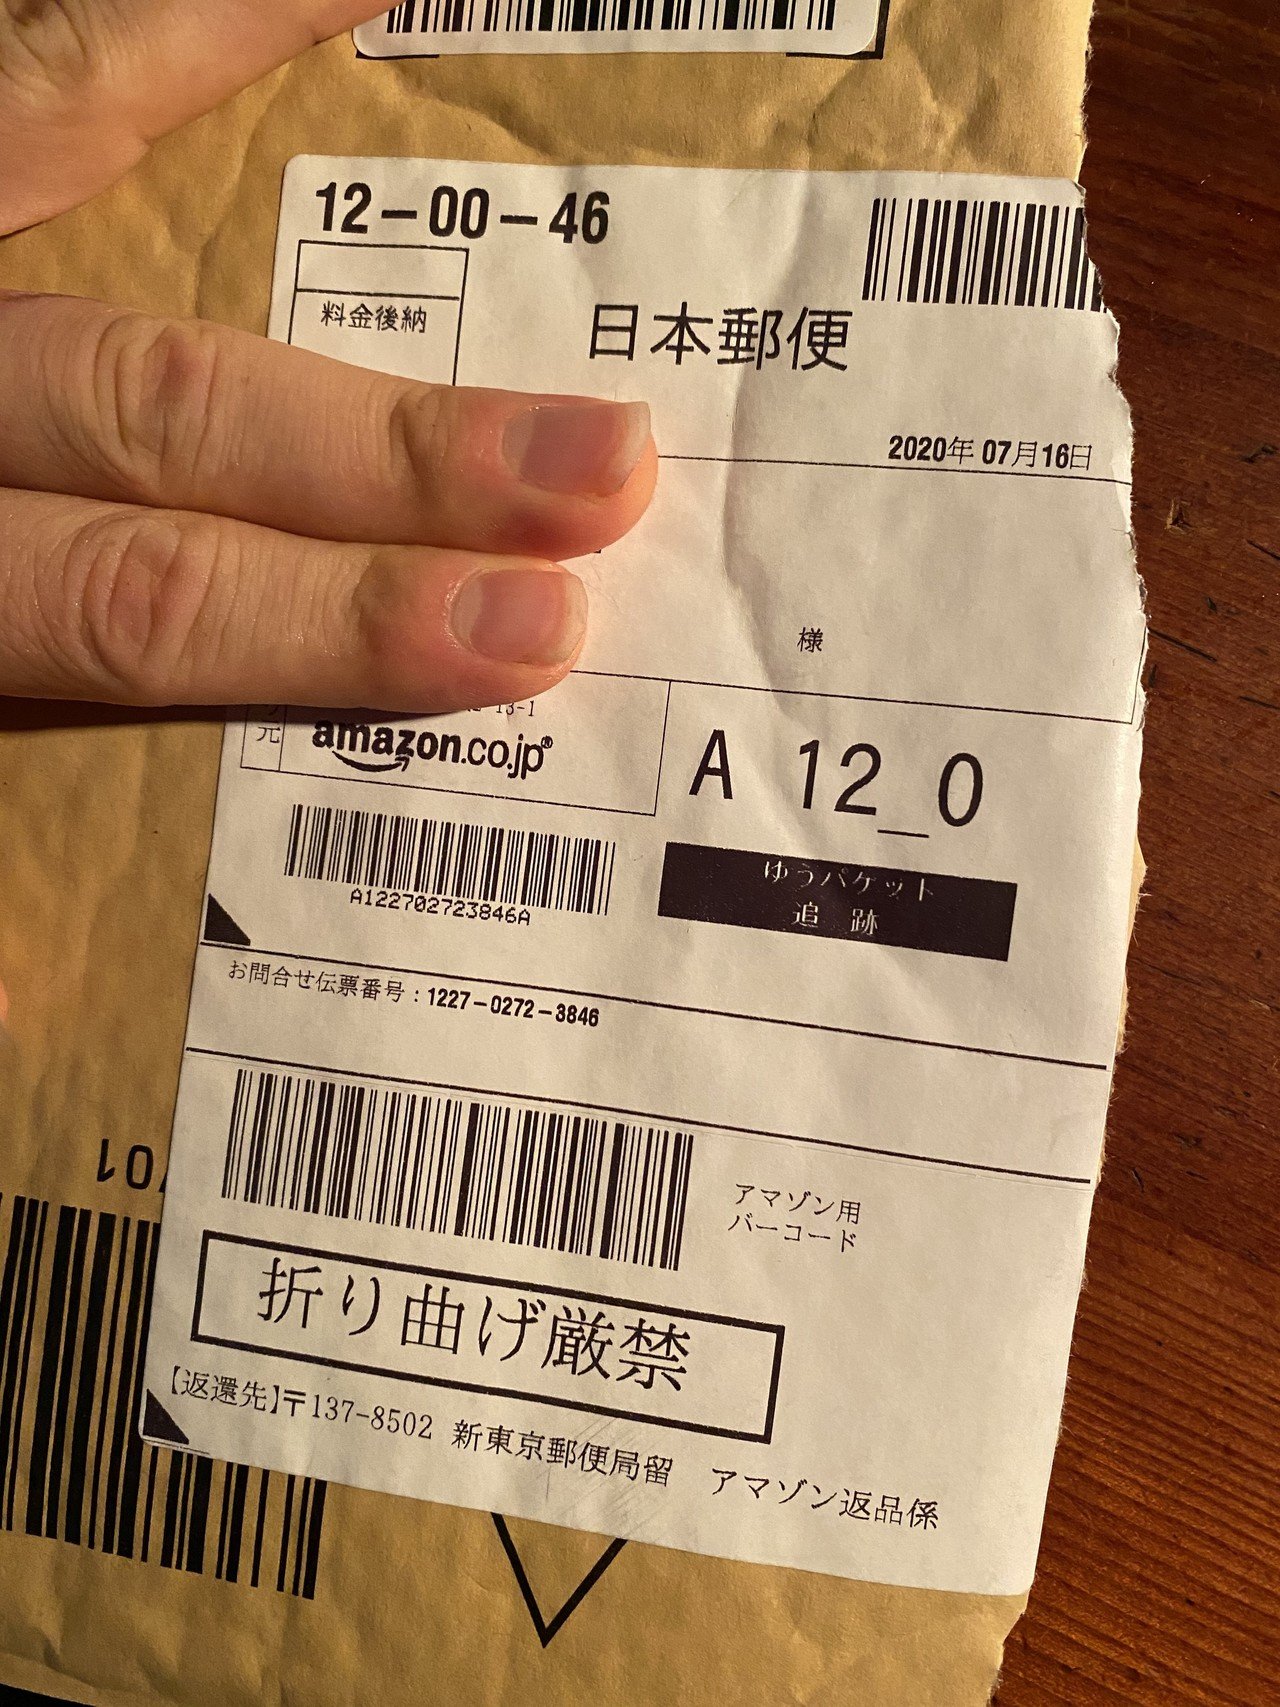 12-00-46
料金後納
日本郵便
2020年 07月16日
様
13-1
元
amazon.co.jp®
A 12_0
A122702723846A
ゆうパケット
追 跡
お問合せ伝票番号：1227-0272-3846
アマゾン用
バーコード
折り曲げ厳禁
【返還先】〒137-8502 新東京郵便局留 アマゾン返品係